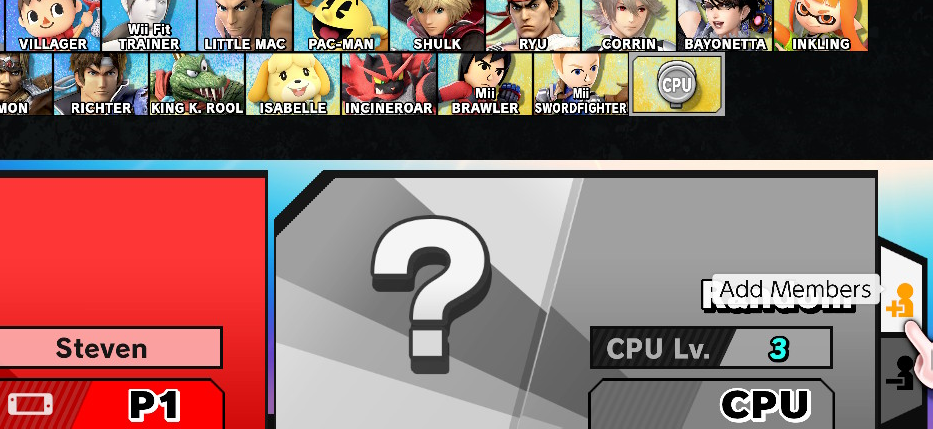 VILLAGER
Wii Fit
TRAINER
LITTLE MAC
PAC-MAN
SHULK
RYU
CORRIN
BAYONETTA
INKLING
MON
RICHTER
KING K. ROOL
ISABELLE
INCINEROAR
Mii
BRAWLER
Mii
SWORDFIGHTER
CPU
Add Members
Random
Steven
CPU Lv. 3
P1
CPU